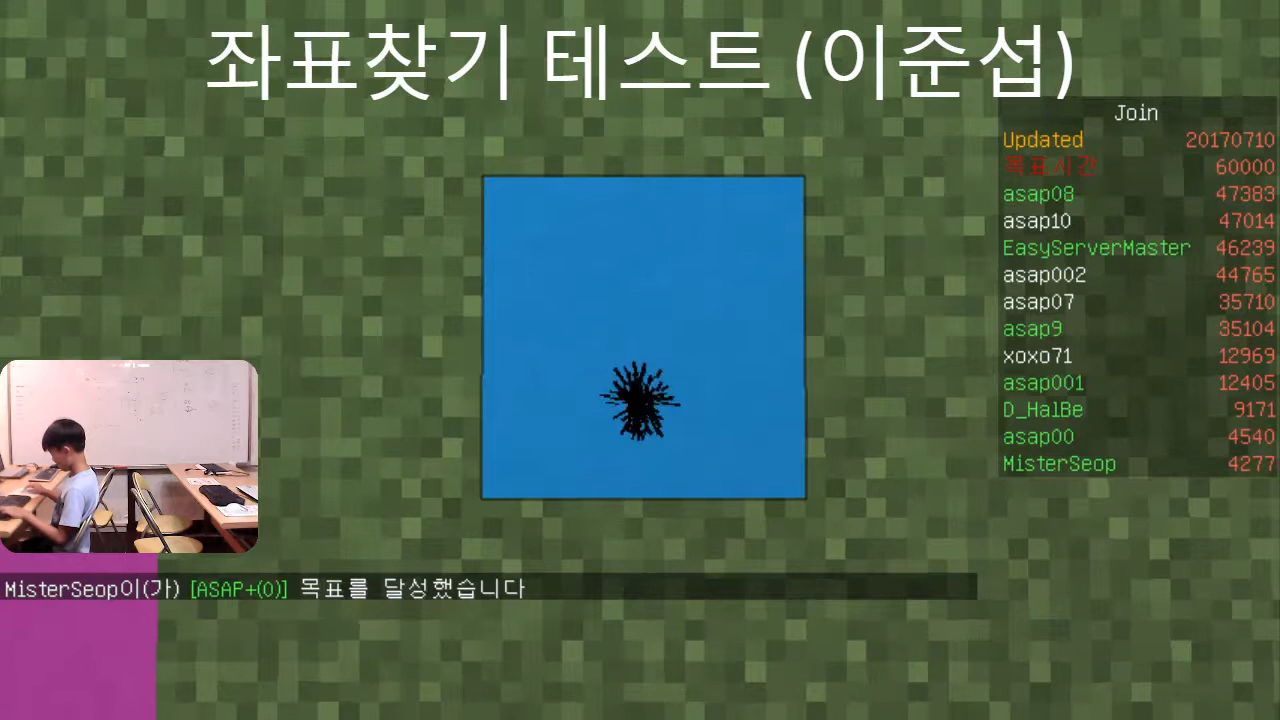 좌표찾기 테스트 (이준섭)
Join
Updated 20170710
목표시간 60000
asap08 47383
asap10 47014
EasyServerMaster 46239
asap002 44765
asap07 35710
asap9 35104
xoxo71 12969
asap001 12405
D_HalBe 9171
asap00 4540
MisterSeop 4277
MisterSeop이(가) [ASAP+(0)] 목표를 달성했습니다